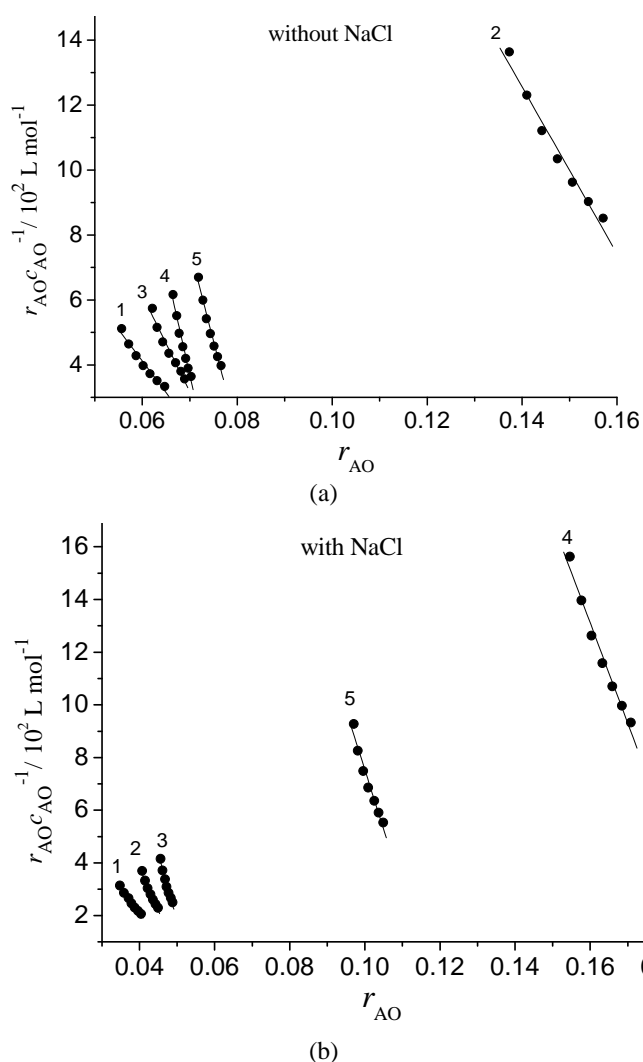 without NaCl
2
14
12
10
8
6
4
r_AO c_AO^-1 / 10^2 L mol^-1
1
3
4
5
0.06 0.08 0.10 0.12 0.14 0.16
r_AO
(a)
with NaCl
4
16
14
12
10
8
6
4
2
r_AO c_AO^-1 / 10^2 L mol^-1
5
1
2
3
0.04 0.06 0.08 0.10 0.12 0.14 0.16
r_AO
(b)